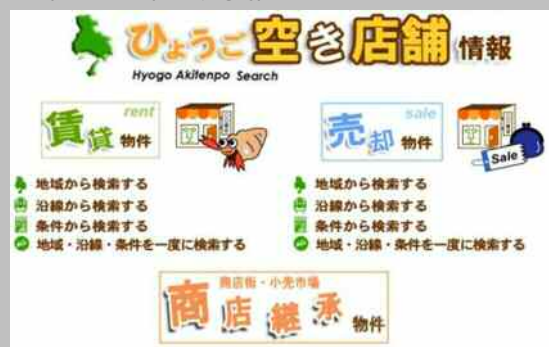 ひょうご空き店舗情報
Hyogo Akitenpo Search
rent
賃貸物件
地域から検索する
沿線から検索する
条件から検索する
地域・沿線・条件を一度に検索する
sale
売却物件
Sale
地域から検索する
沿線から検索する
条件から検索する
地域・沿線・条件を一度に検索する
商店街・小売市場
商店継承物件